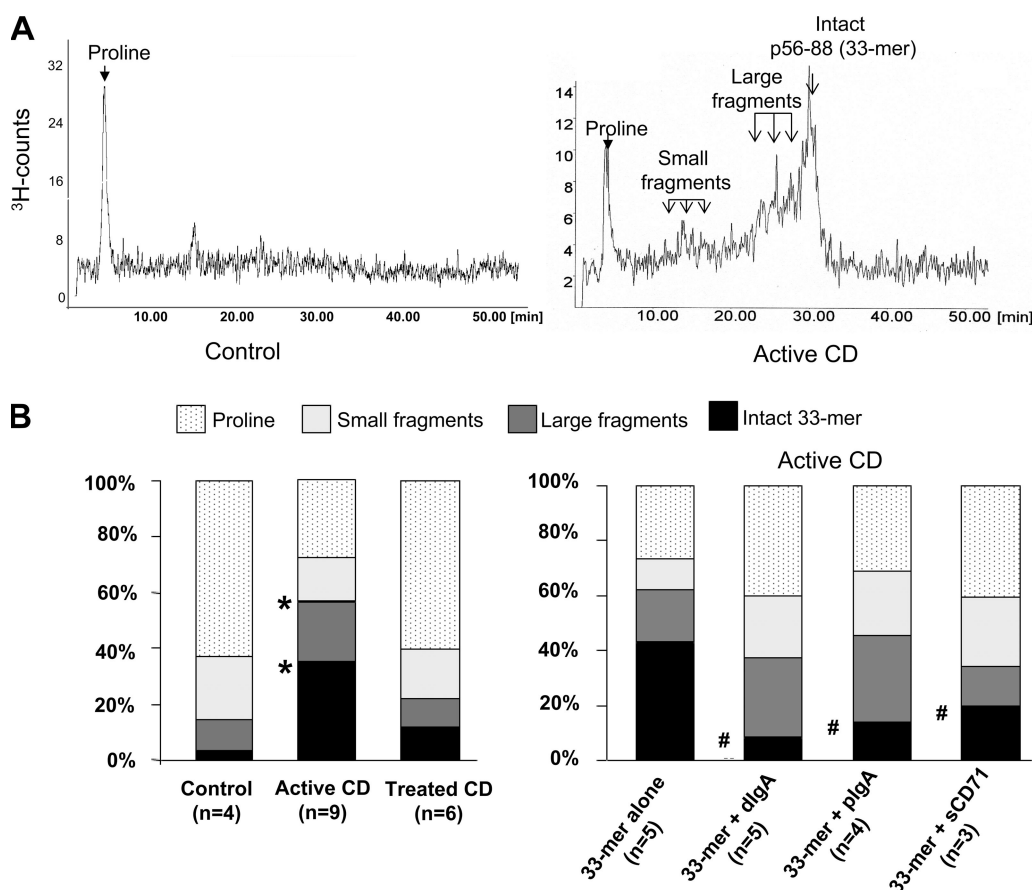 A
Proline
³H-counts
32
24
16
8
0
10.00 20.00 30.00 40.00 50.00 [min]
Control
Intact
p56-88 (33-mer)
Large
fragments
Proline
Small
fragments
14
12
10
8
6
4
2
10.00 20.00 30.00 40.00 50.00 [min]
Active CD
B
Proline Small fragments Large fragments Intact 33-mer
100%
80%
60%
40%
20%
0%
*
*
Control Active CD Treated CD
(n=4) (n=9) (n=6)
Active CD
100%
80%
60%
40%
20%
0%
# # #
33-mer alone
(n=5)
33-mer + dIgA
(n=5)
33-mer + pIgA
(n=4)
33-mer + sCD71
(n=3)